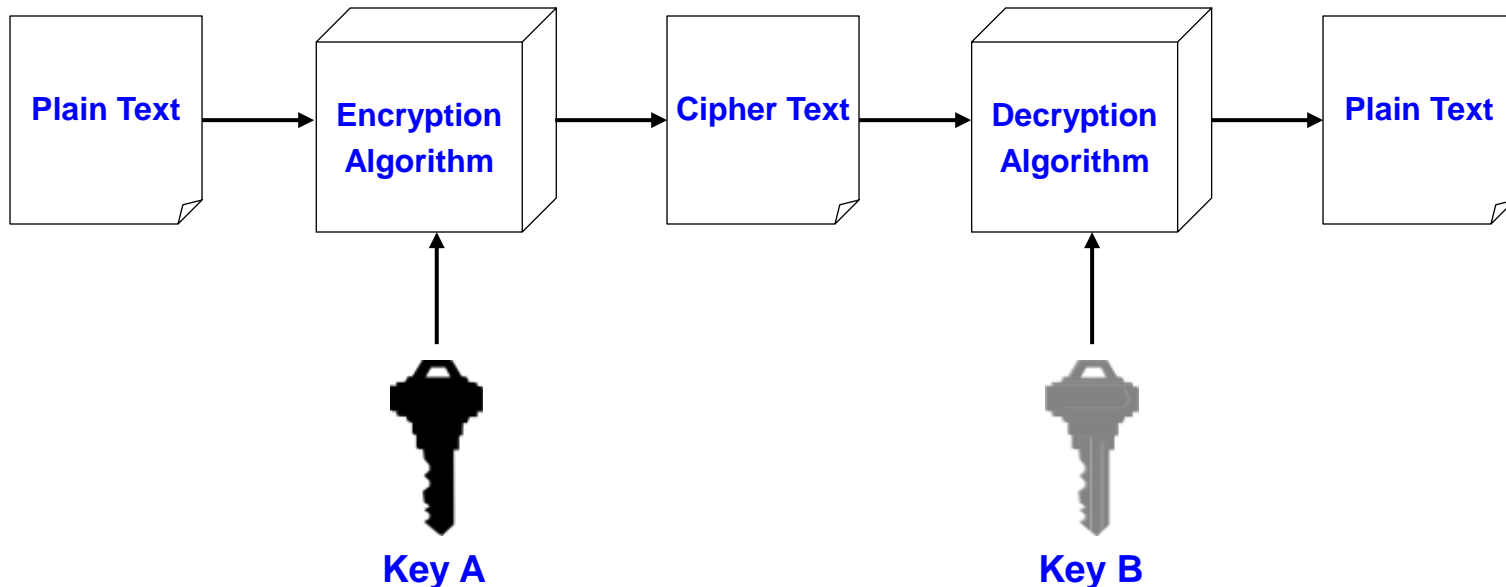 Plain Text
Encryption
Algorithm
Cipher Text
Decryption
Algorithm
Plain Text
Key A
Key B